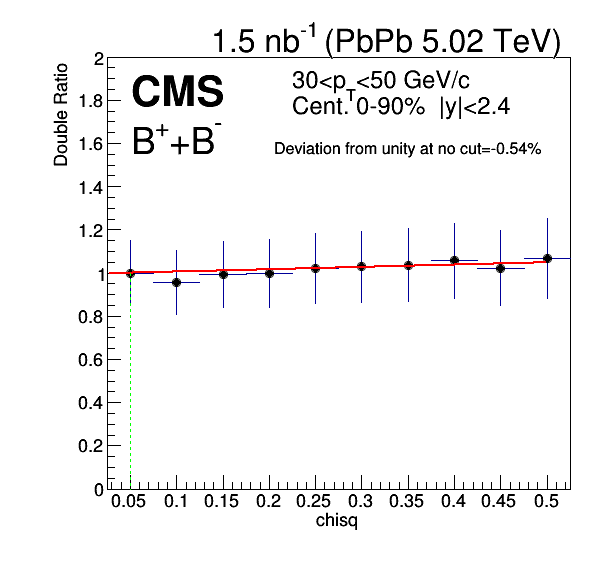 1.5 nb⁻¹ (PbPb 5.02 TeV)
CMS
30<p_T<50 GeV/c
Cent. 0-90% |y|<2.4
B⁺+B⁻
Deviation from unity at no cut=-0.54%
Double Ratio
2
1.8
1.6
1.4
1.2
1
0.8
0.6
0.4
0.2
0
0.05 0.1 0.15 0.2 0.25 0.3 0.35 0.4 0.45 0.5
chisq